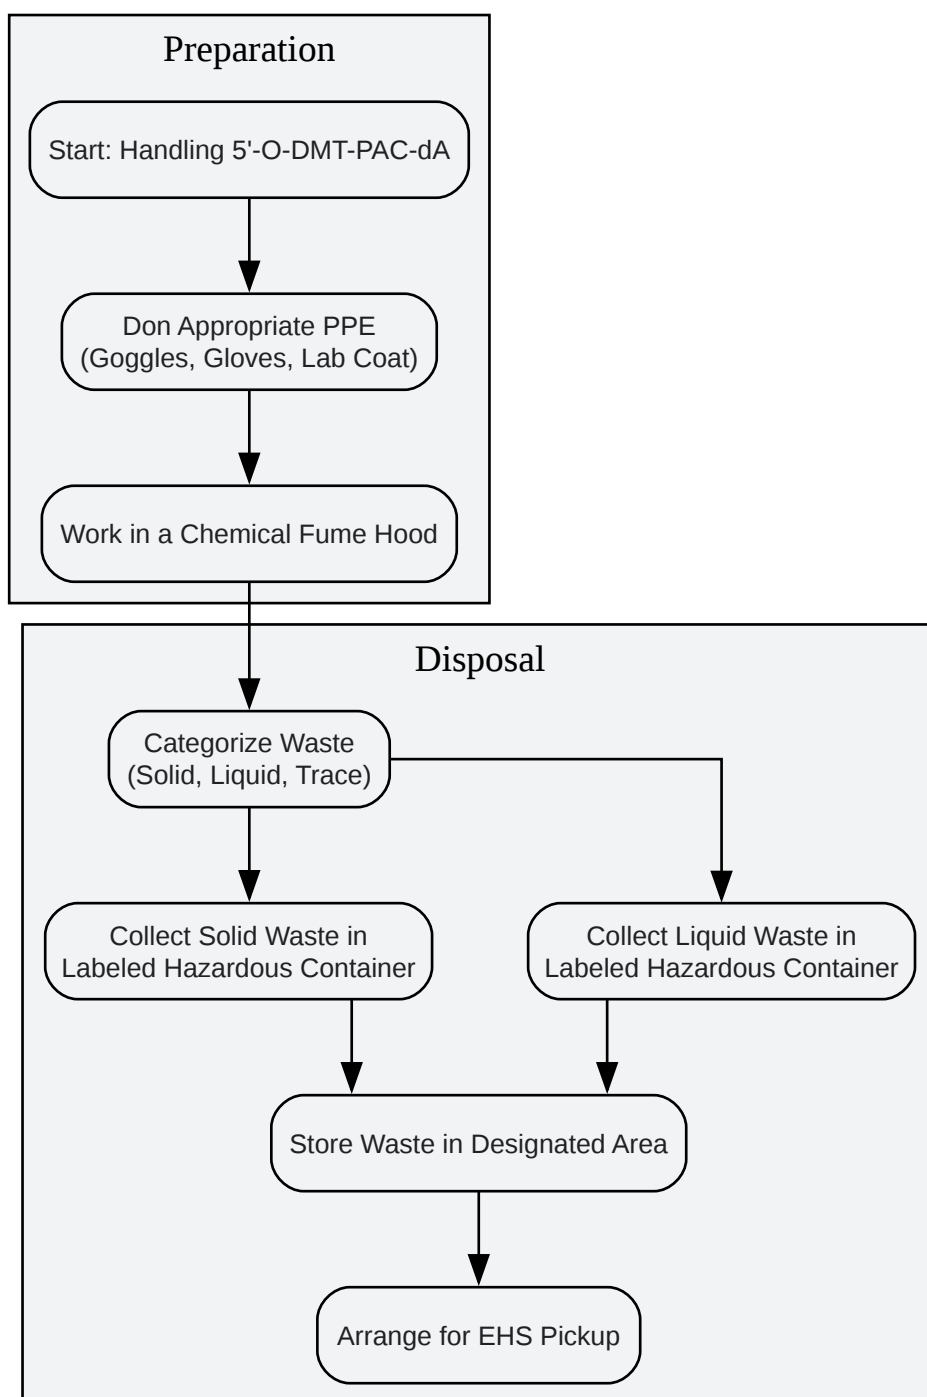 Preparation
Start: Handling 5'-O-DMT-PAC-dA
Don Appropriate PPE
(Goggles, Gloves, Lab Coat)
Work in a Chemical Fume Hood
Disposal
Categorize Waste
(Solid, Liquid, Trace)
Collect Solid Waste in
Labeled Hazardous Container
Collect Liquid Waste in
Labeled Hazardous Container
Store Waste in Designated Area
Arrange for EHS Pickup